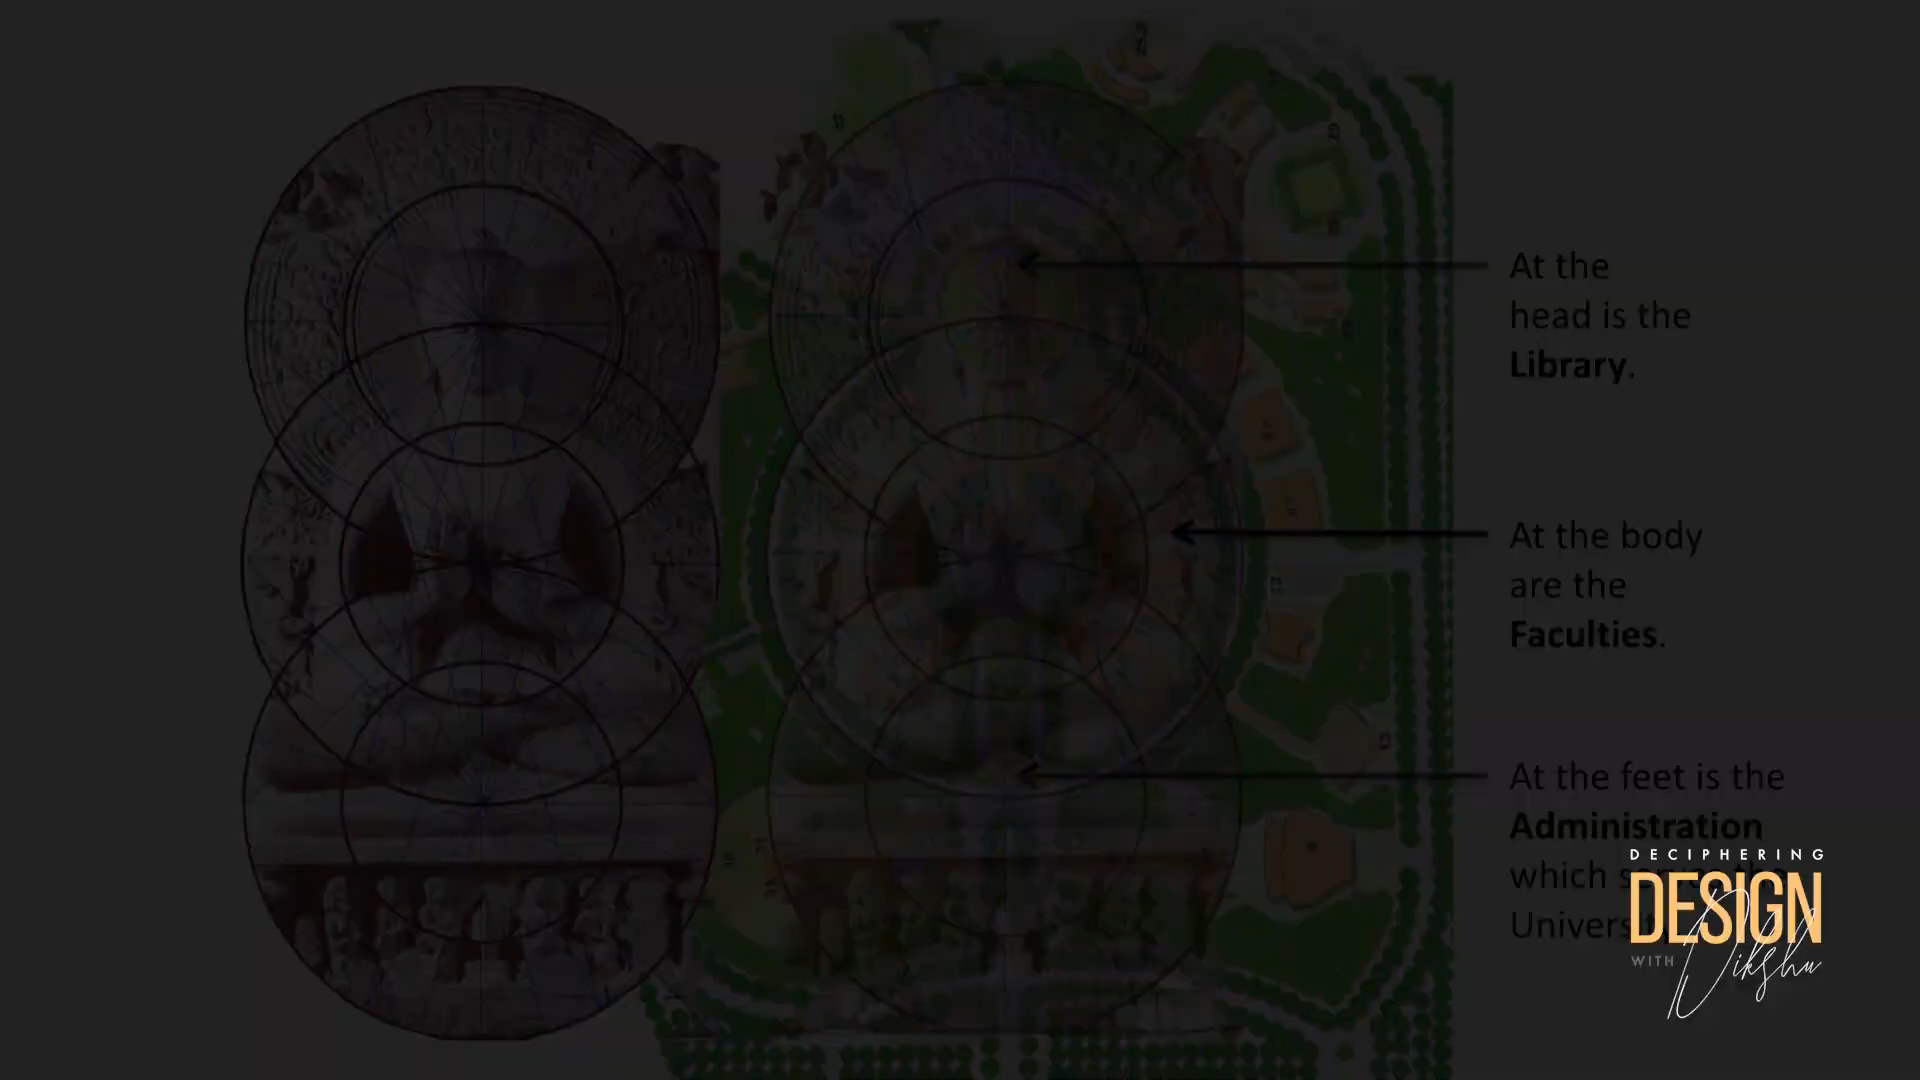 At the
head is the
Library.
At the body
are the
Faculties.
At the feet is the
Administration
which
DECIPHERING
DESIGN
WITH Dikshu